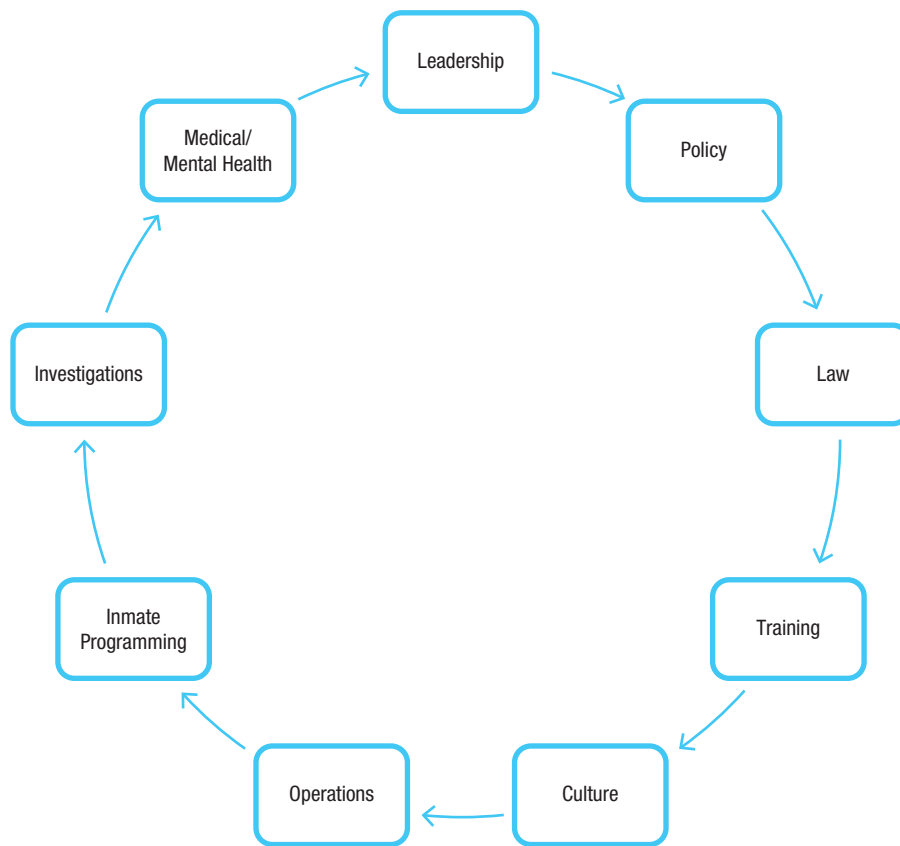 Leadership
Policy
Law
Training
Culture
Operations
Inmate
Programming
Investigations
Medical/
Mental Health